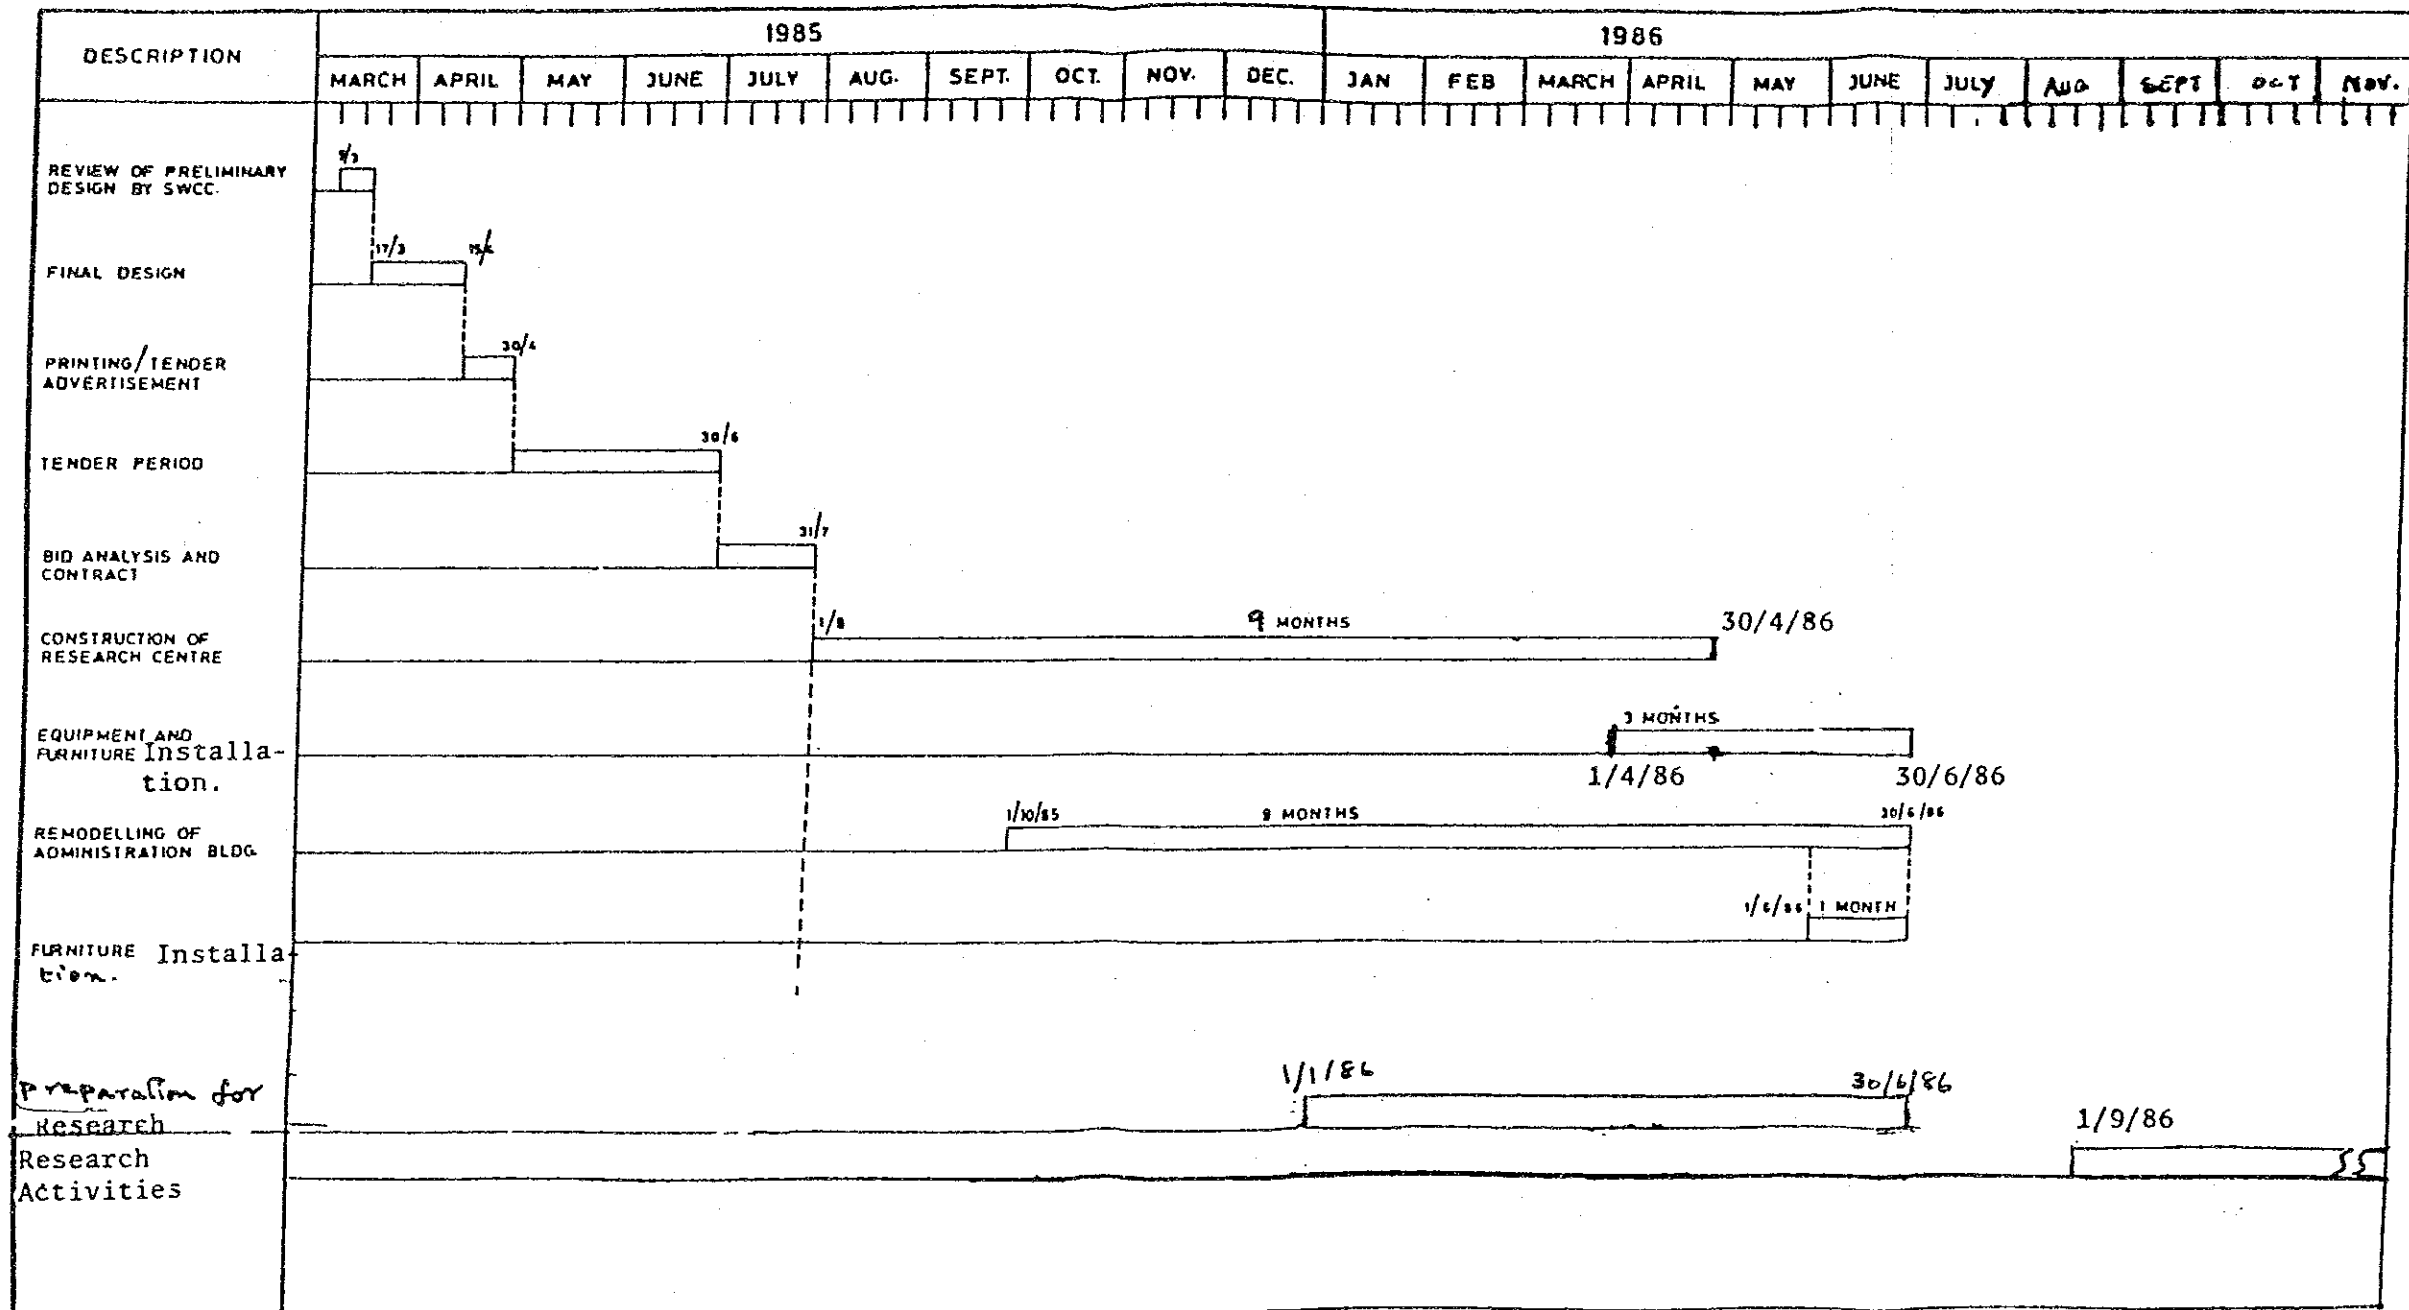 DESCRIPTION
1985
1986
MARCH APRIL MAY JUNE JULY AUG. SEPT. OCT. NOV. DEC. JAN FEB MARCH APRIL MAY JUNE JULY AUG SEPT OCT NOV.
REVIEW OF PRELIMINARY
DESIGN BY SWCC.
FINAL DESIGN
17/3
PRINTING/TENDER
ADVERTISEMENT
30/4
TENDER PERIOD
30/6
BID ANALYSIS AND
CONTRACT
31/7
CONSTRUCTION OF
RESEARCH CENTRE
1/8
9 MONTHS
30/4/86
EQUIPMENT AND
FURNITURE Installa-
tion.
3 MONTHS
1/4/86
30/6/86
REMODELLING OF
ADMINISTRATION BLDG.
1/10/85
9 MONTHS
30/6/86
FURNITURE Installa-
tion.
1/6/86
1 MONTH
preparation for
Research
1/1/86
30/6/86
Research
Activities
1/9/86